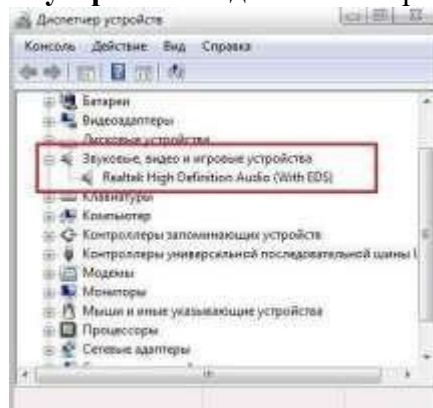 Диспетчер устройств
Консоль Действие Вид Справка
Батареи
Видеоадаптеры
Дисковые устройства
Звуковые, видео и игровые устройства
Realtek High Definition Audio (With EDS)
Клавиатуры
Компьютер
Контроллеры запоминающих устройств
Контроллеры универсальной последовательной шины
Модемы
Мониторы
Мыши и иные указывающие устройства
Процессоры
Сетевые адаптеры